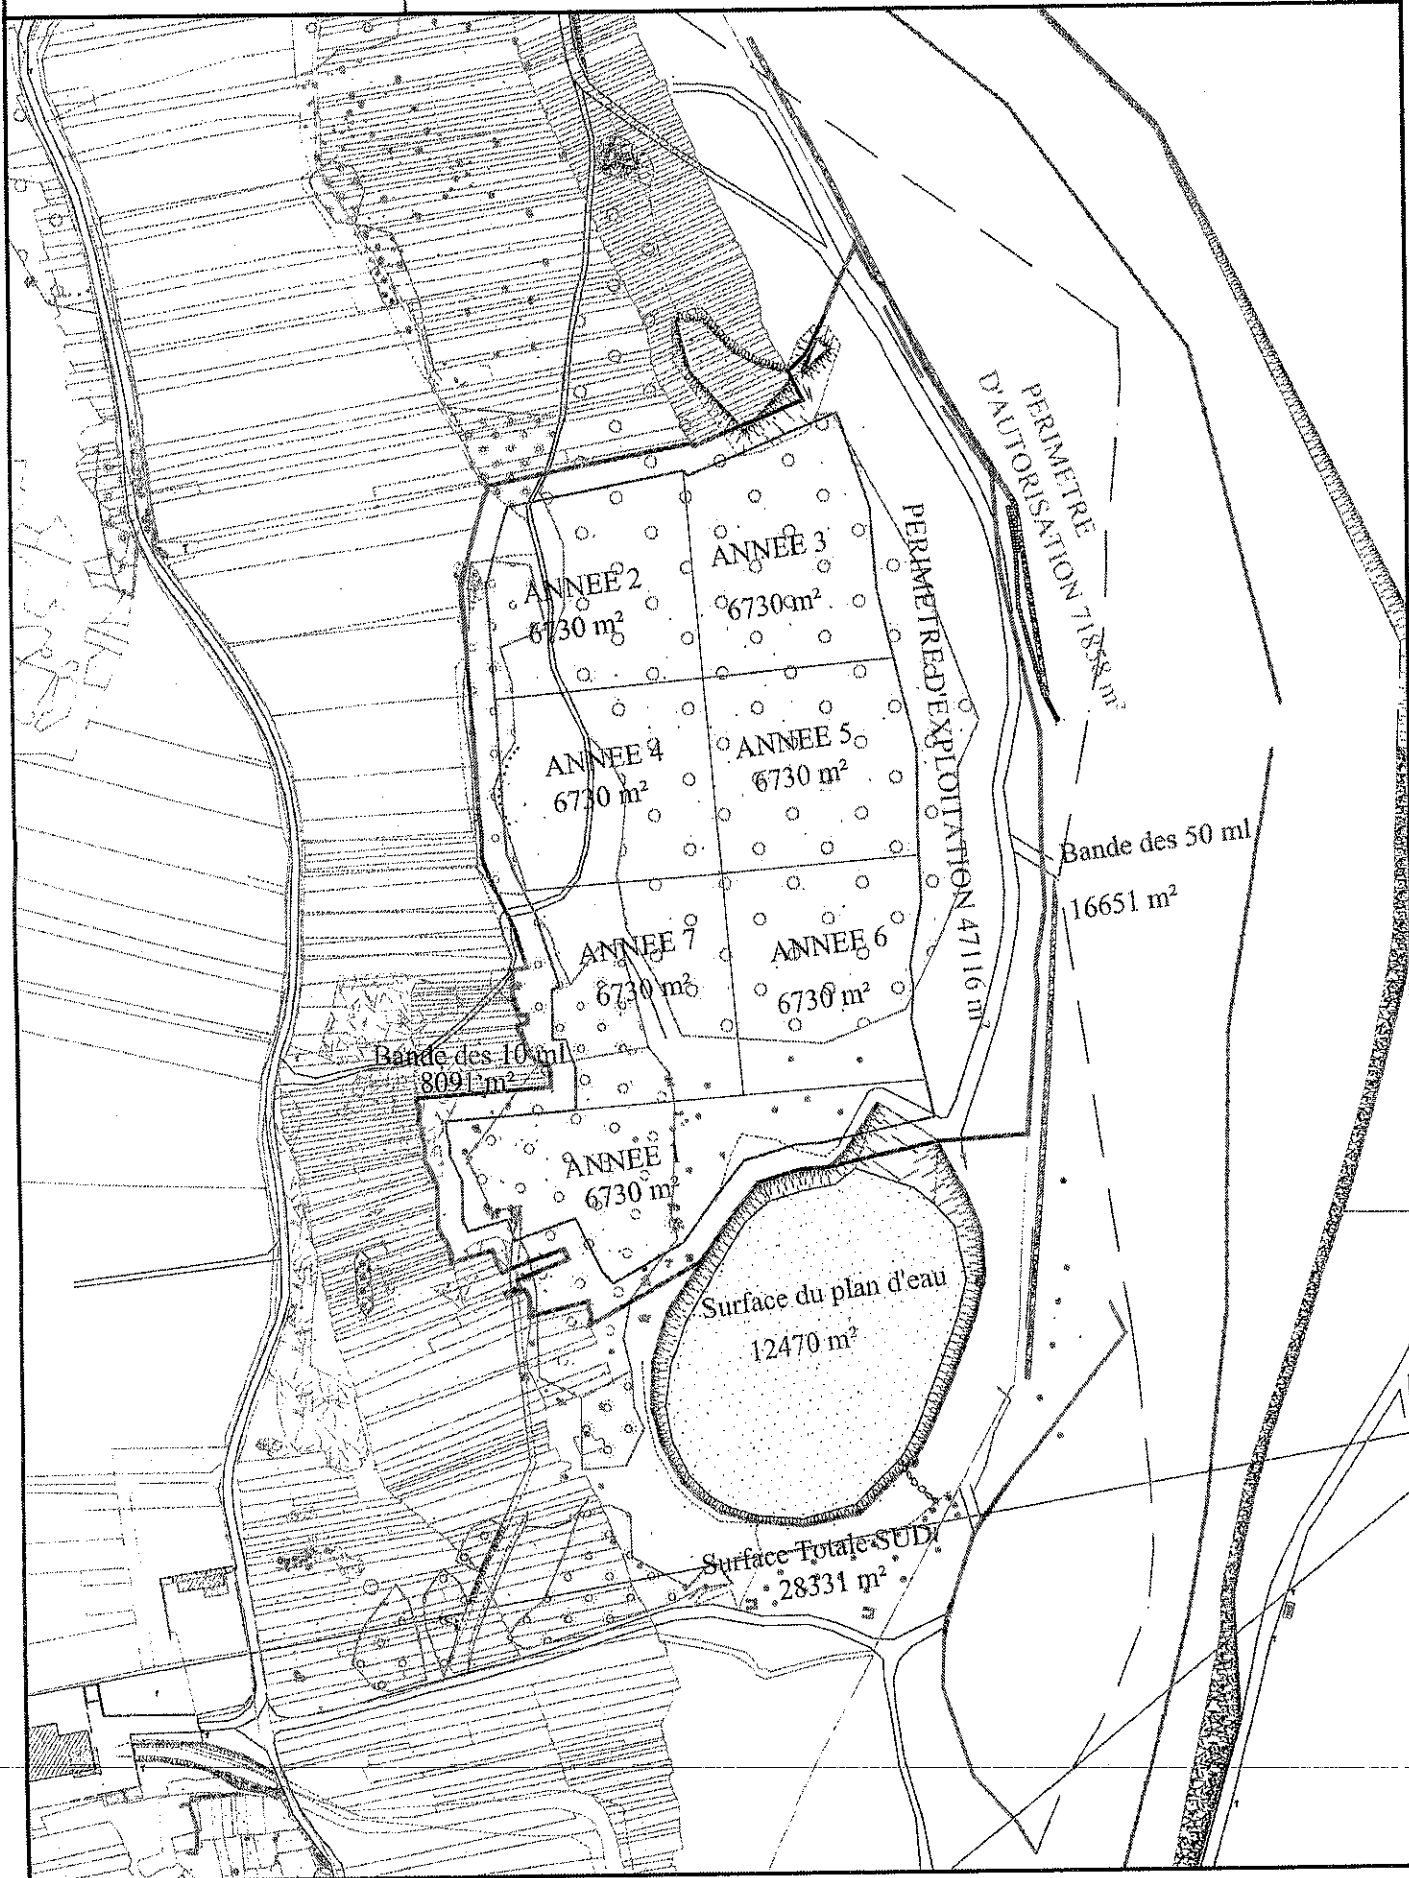 PERIMETRE
D'AUTORISATION 71858 m²
PERIMETRE D'EXPLOITATION 47116 m²
ANNEE 3
6730 m²
ANNEE 2
6730 m²
ANNEE 5
6730 m²
ANNEE 4
6730 m²
Bande des 50 ml
16651 m²
ANNEE 7
6730 m²
ANNEE 6
6730 m²
Bande des 10 ml
8091 m²
ANNEE 1
6730 m²
Surface du plan d'eau
12470 m²
Surface Totale SUD
28331 m²